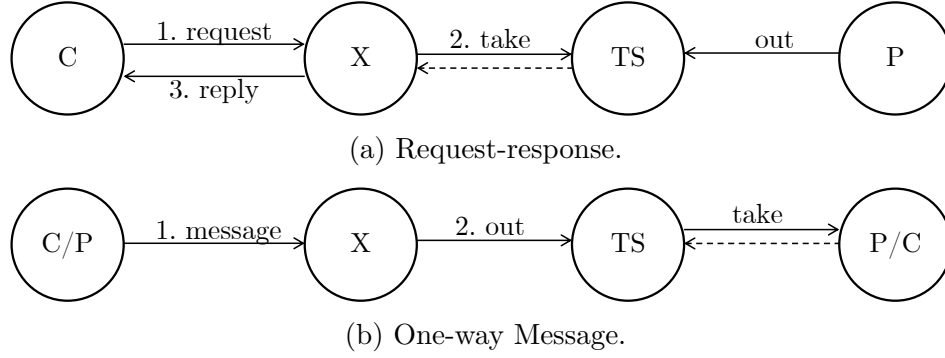 C 1. request X 2. take TS out P
3. reply
(a) Request-response.
C/P 1. message X 2. out TS take P/C
(b) One-way Message.